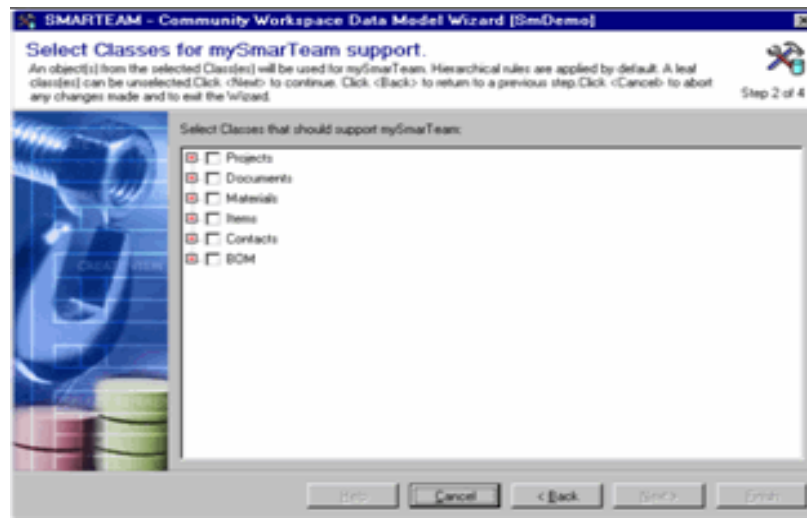 SMARTEAM - Community Workspace Data Model Wizard [SmDemo]
Select Classes for mySmarTeam support.
An object(s) from the selected Class(es) will be used for mySmarTeam. Hierarchical rules are applied by default. A leaf
class(es) can be unselected.Click <Next> to continue. Click <Back> to return to a previous step.Click <Cancel> to abort
any changes made and to exit the Wizard.
Step 2 of 4
Select Classes that should support mySmarTeam:
Projects
Documents
Materials
Items
Contacts
BOM
Help
Cancel
< Back
Next >
Finish